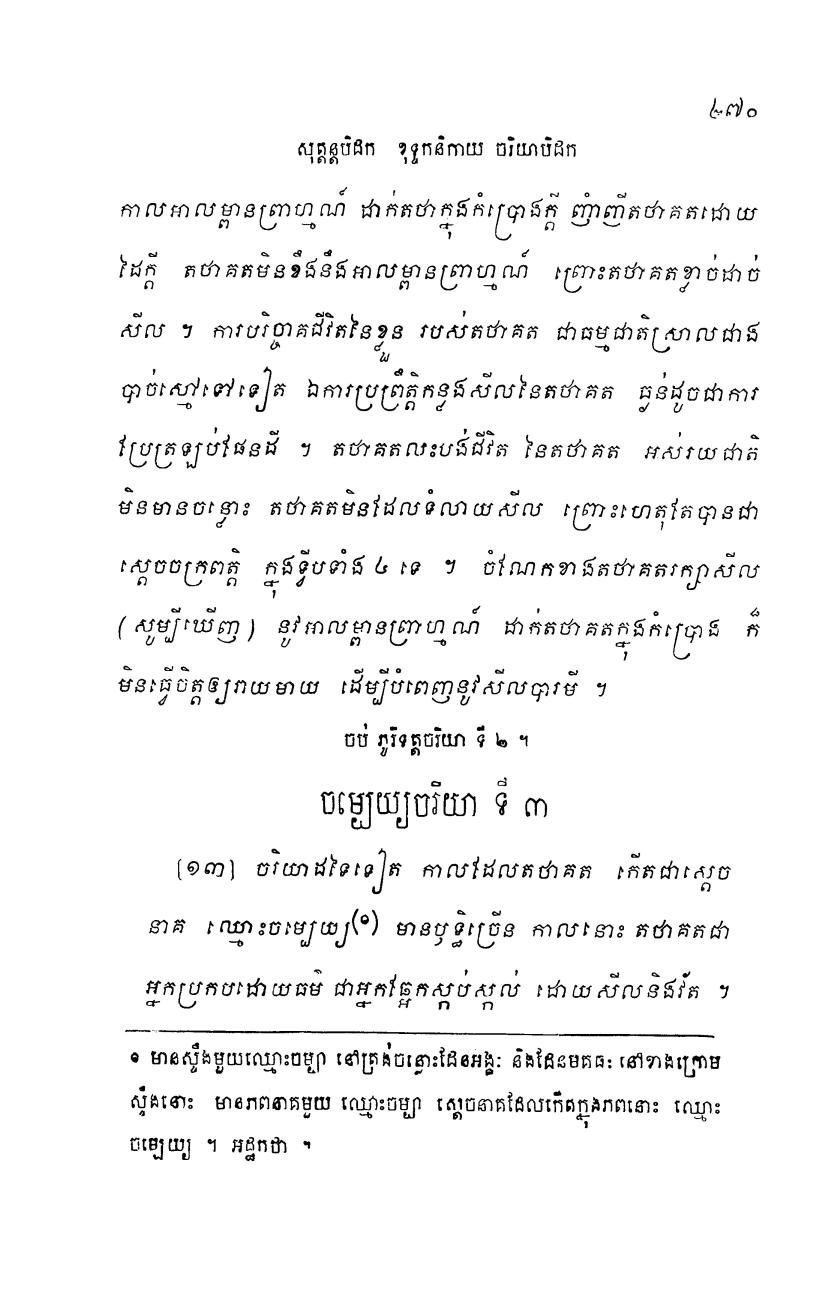 ៤៧០
សុត្តន្តបិដក ខុទ្ទកនិកាយ ចរិយាបិដក
កាលអាលម្ពានព្រាហ្មណ៍ ដាក់តថាក្នុងកំប្រោងក្តី ញំាញីតថាគតដោយ
ដៃក្តី តថាគតមិនខឹងនឹងអាលម្ពានព្រាហ្មណ៍ ព្រោះតថាគតខ្លាច់ដាច់
សីល ។ ការបរិច្ចាគជីវិតនៃខ្លួន របស់តថាគត ជាធម្មជាតិស្រាលជាង
បាច់ស្មៅទៅទៀត ឯការប្រព្រឹត្តិកន្លងសីលនៃតថាគត ធ្ងន់ដូចជាការ
ប្រែត្រឡប់ផែនដី ។ តថាគតលះបង់ជីវិត នៃតថាគត អស់រយជាតិ
មិនមានចន្លោះ តថាគតមិនដែលទំលាយសីល ព្រោះហេតុតែបានជា
ស្តេចចក្រពត្តិ ក្នុងទ្វីបទាំង ៤ ទេ ។ ចំណែកខាងតថាគតរក្សាសីល
(សូម្បីឃើញ) នូវអាលម្ពានព្រាហ្មណ៍ ដាក់តថាគតក្នុងកំប្រោង ក៏
មិនធ្វើចិត្តឲ្យរាយមាយ ដើម្បីបំពេញនូវសីលបារមី ។
ចប់ ភូរិទត្តចរិយា ទី ២ ។
ចម្បេយ្យចរិយា ទី ៣
[១៣] ចរិយាដទៃទៀត កាលដែលតថាគត កើតជាស្តេច
នាគ ឈ្មោះចម្បេយ្យ(១) មានឫទ្ធិច្រើន កាលនោះ តថាគតជា
អ្នកប្រកបដោយធម៌ ជាអ្នកផ្អែកស្កប់ស្កល់ ដោយសីលនិងវ័ត ។
១ មានស្ទឹងមួយឈ្មោះចម្បា នៅត្រង់ចន្លោះដែនអង្គៈ និងដែនមគធៈ នៅខាងក្រោម
ស្ទឹងនោះ មានភពនាគមួយ ឈ្មោះចម្បា ស្តេចនាគដែលកើតក្នុងភពនោះ ឈ្មោះ
ចម្បេយ្យ ។ អដ្ឋកថា ។